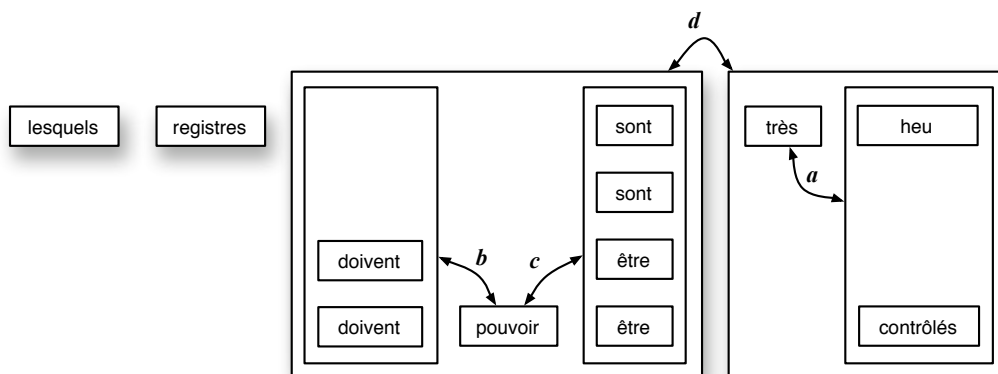 d
lesquels registres sont très heu
a
sont
b c
doivent être
doivent pouvoir être contrôlés